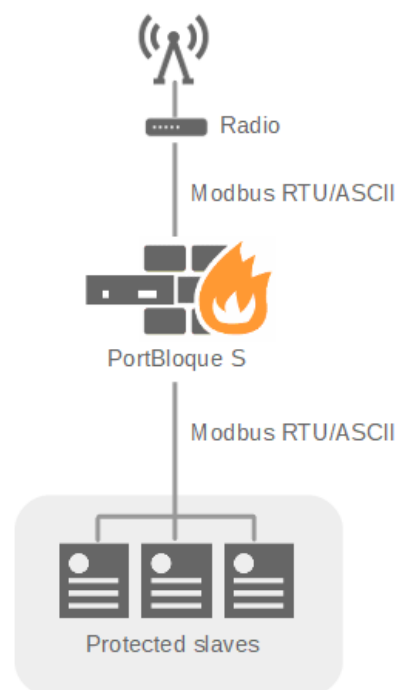 Radio
Modbus RTU/ASCII
PortBloque S
Modbus RTU/ASCII
Protected slaves